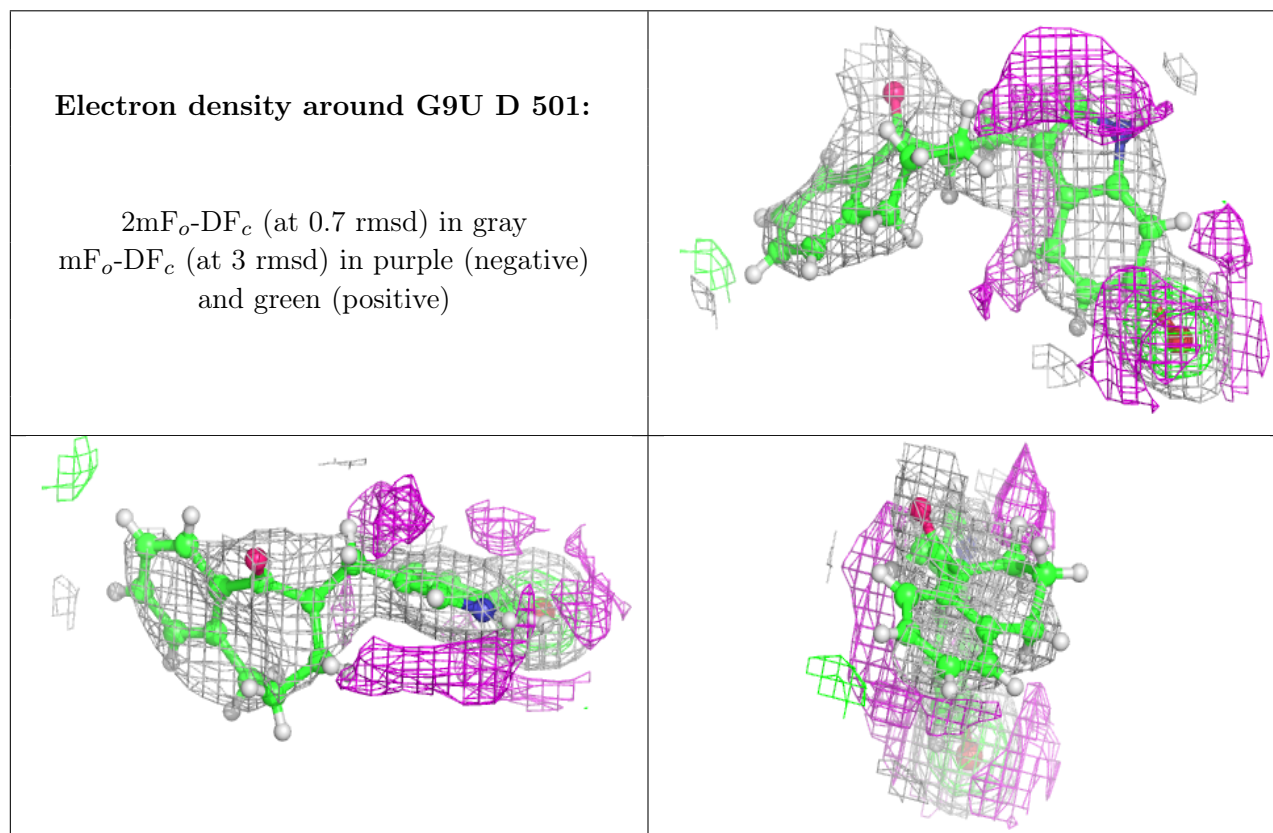 Electron density around G9U D 501:
2mFo-DFc (at 0.7 rmsd) in gray
mFo-DFc (at 3 rmsd) in purple (negative)
and green (positive)